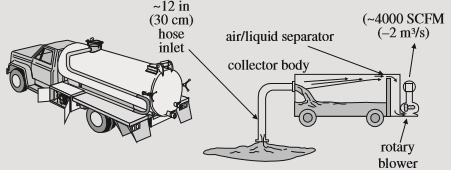 ~12 in
(30 cm)
hose
inlet
air/liquid separator
collector body
(~4000 SCFM
(–2 m³/s)
rotary
blower